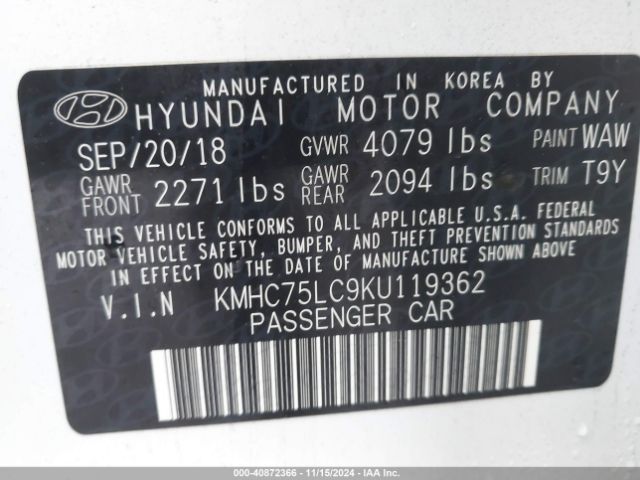 MANUFACTURED IN KOREA BY
HYUNDAI MOTOR COMPANY
SEP/20/18 GVWR 4079 lbs PAINT WAW
GAWR FRONT 2271 lbs GAWR REAR 2094 lbs TRIM T9Y
THIS VEHICLE CONFORMS TO ALL APPLICABLE U.S.A. FEDERAL
MOTOR VEHICLE SAFETY, BUMPER, AND THEFT PREVENTION STANDARDS
IN EFFECT ON THE DATE OF MANUFACTURE SHOWN ABOVE
V.I.N KMHC75LC9KU119362
PASSENGER CAR
000-40872366 - 11/15/2024 - IAAI.COM